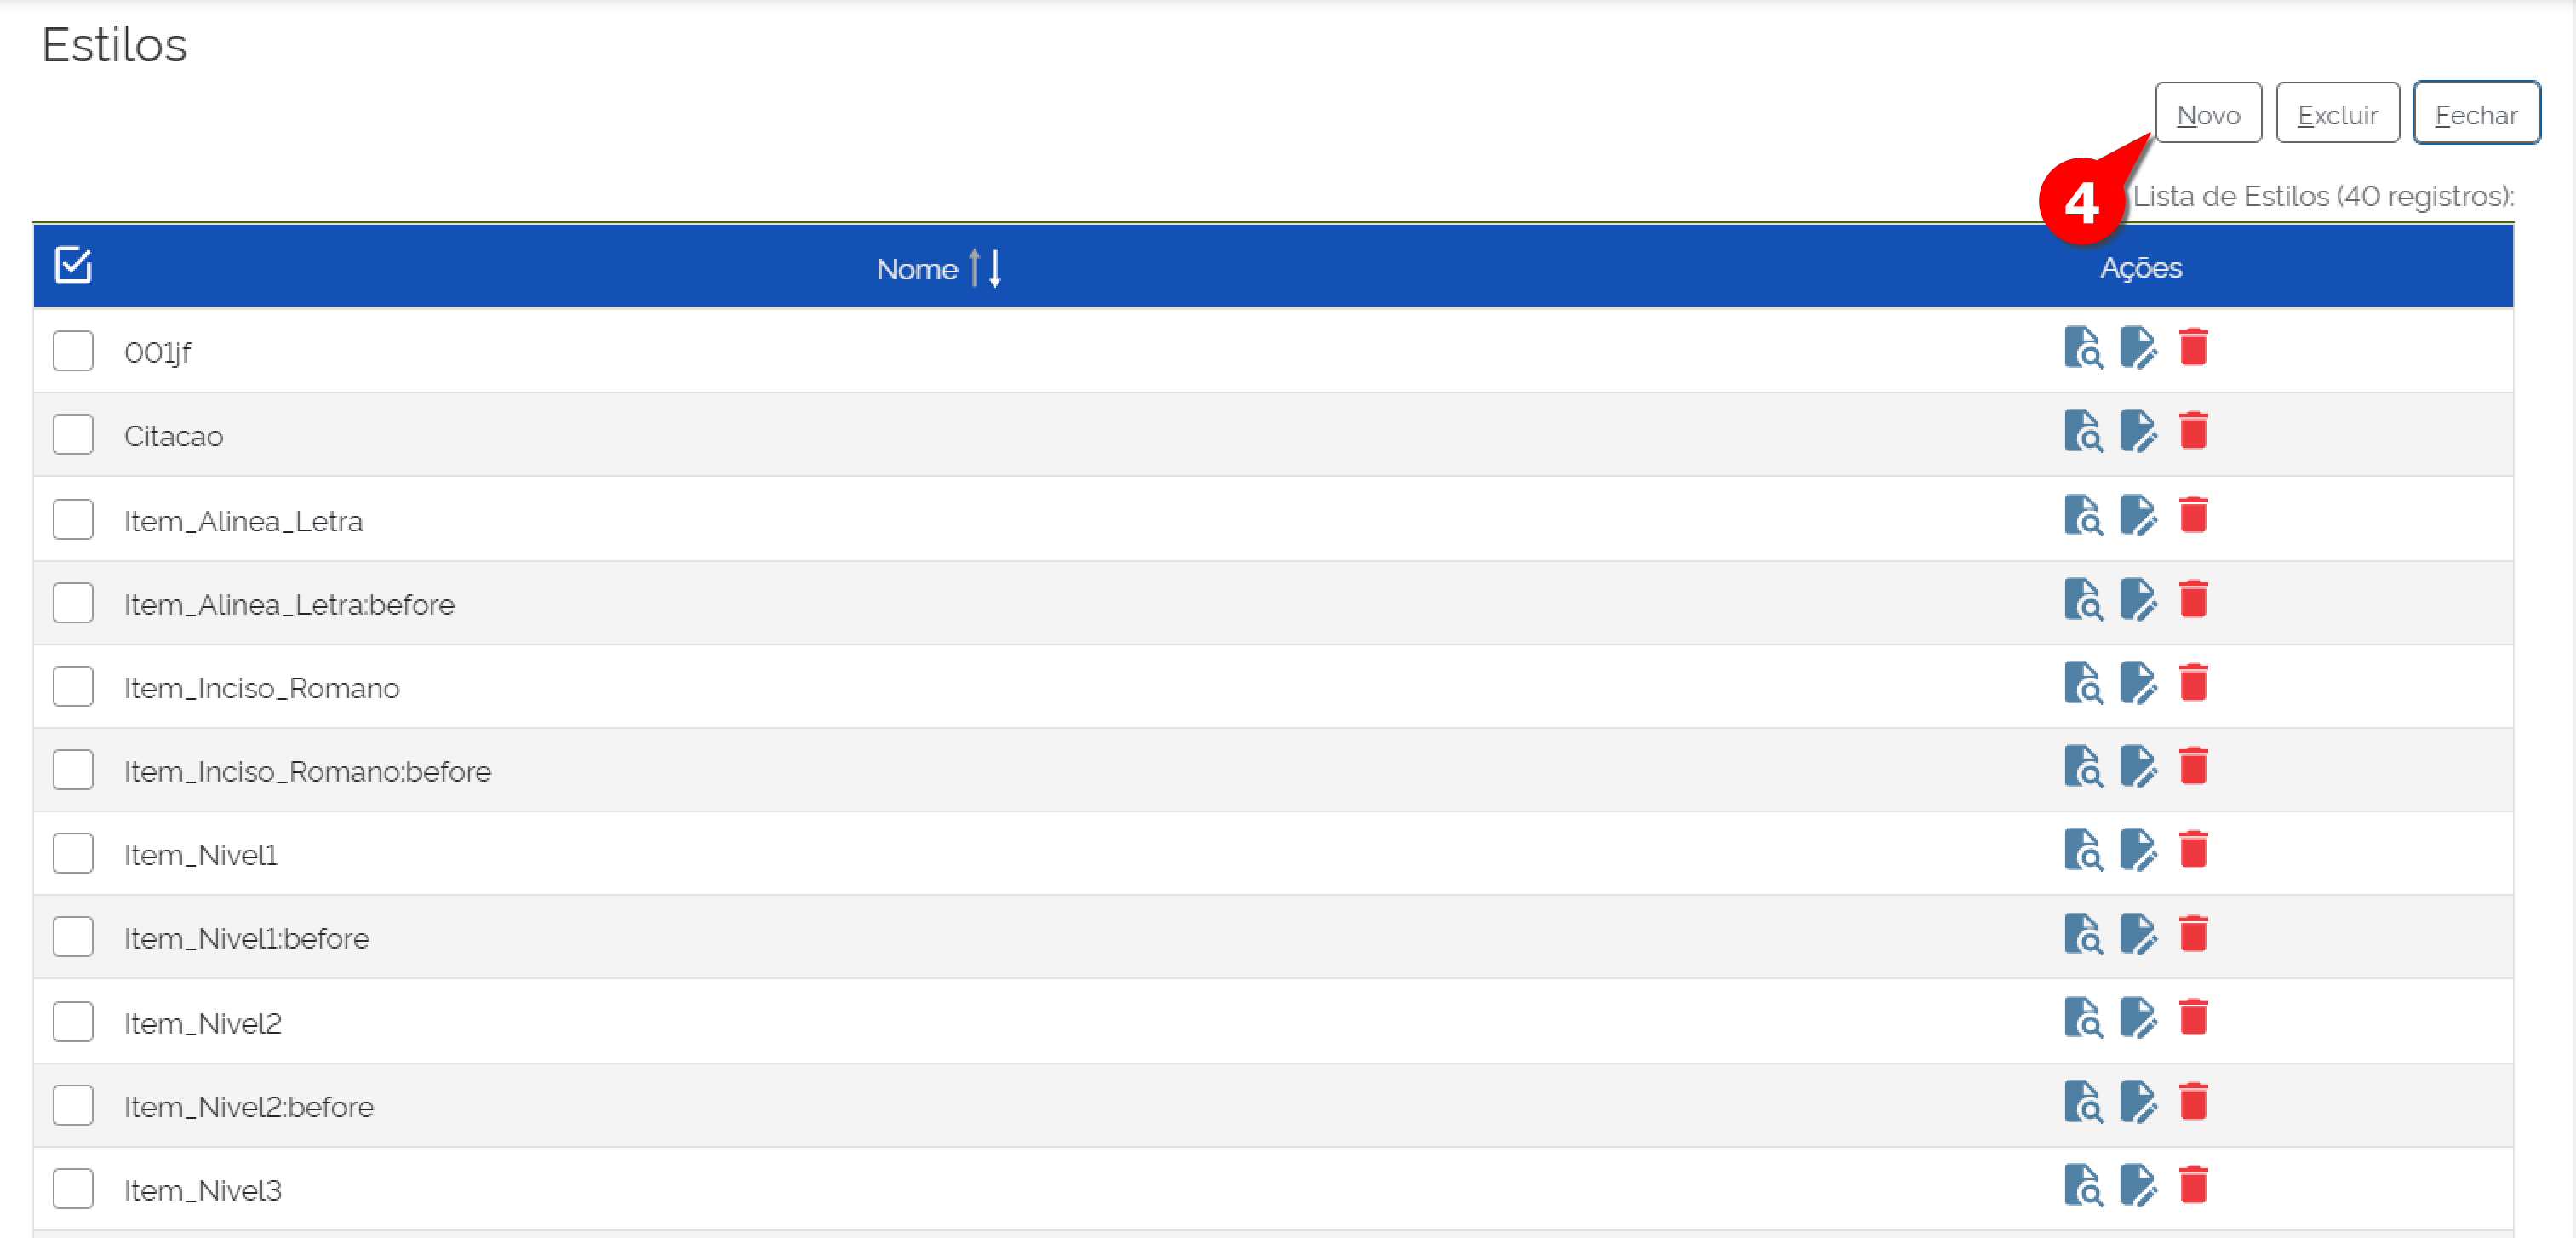 Estilos
Novo Excluir Fechar
4
Lista de Estilos (40 registros):
Nome Ações
001jf
Citacao
Item_Alinea_Letra
Item_Alinea_Letra:before
Item_Inciso_Romano
Item_Inciso_Romano:before
Item_Nivel1
Item_Nivel1:before
Item_Nivel2
Item_Nivel2:before
Item_Nivel3